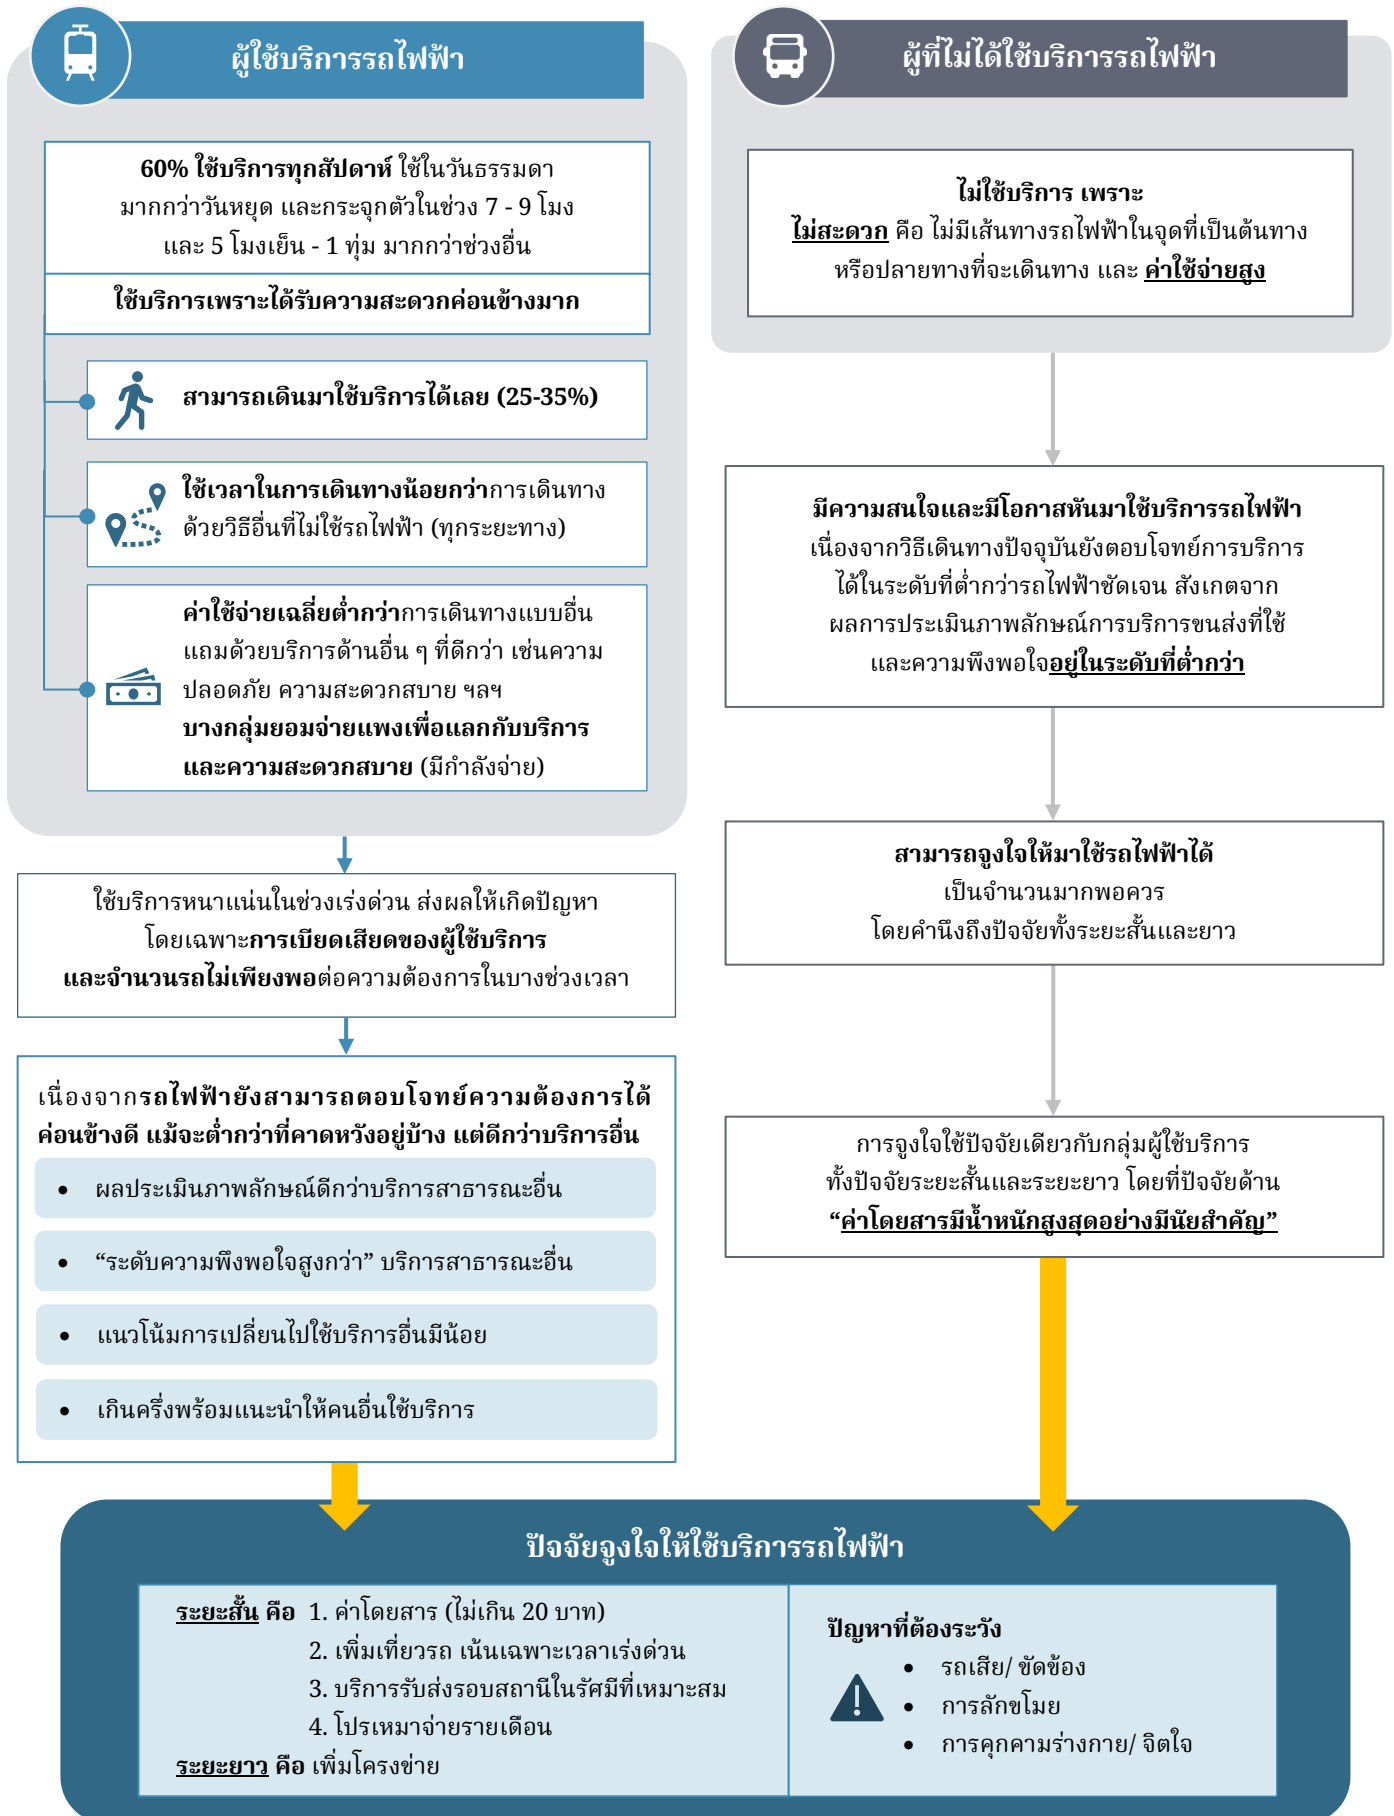 ผู้ใช้บริการรถไฟฟ้า
60% ใช้บริการทุกสัปดาห์ ใช้ในวันธรรมดา
มากกว่าวันหยุด และกระจุกตัวในช่วง 7 - 9 โมง
และ 5 โมงเย็น - 1 ทุ่ม มากกว่าช่วงอื่น
ใช้บริการเพราะได้รับความสะดวกค่อนข้างมาก
สามารถเดินมาใช้บริการได้เลย (25-35%)
ใช้เวลาในการเดินทางน้อยกว่าการเดินทาง
ด้วยวิธีอื่นที่ไม่ใช้รถไฟฟ้า (ทุกระยะทาง)
ค่าใช้จ่ายเฉลี่ยต่ำกว่าการเดินทางแบบอื่น
แถมด้วยบริการด้านอื่น ๆ ที่ดีกว่า เช่นความ
ปลอดภัย ความสะดวกสบาย ฯลฯ
บางกลุ่มยอมจ่ายแพงเพื่อแลกกับบริการ
และความสะดวกสบาย (มีกำลังจ่าย)
ใช้บริการหนาแน่นในช่วงเร่งด่วน ส่งผลให้เกิดปัญหา
โดยเฉพาะการเบียดเสียดของผู้ใช้บริการ
และจำนวนรถไม่เพียงพอต่อความต้องการในบางช่วงเวลา
เนื่องจากรถไฟฟ้ายังสามารถตอบโจทย์ความต้องการได้
ค่อนข้างดี แม้จะต่ำกว่าที่คาดหวังอยู่บ้าง แต่ดีกว่าบริการอื่น
• ผลประเมินภาพลักษณ์ดีกว่าบริการสาธารณะอื่น
• “ระดับความพึงพอใจสูงกว่า” บริการสาธารณะอื่น
• แนวโน้มการเปลี่ยนไปใช้บริการอื่นมีน้อย
• เกินครึ่งพร้อมแนะนำให้คนอื่นใช้บริการ
ผู้ที่ไม่ได้ใช้บริการรถไฟฟ้า
ไม่ใช้บริการ เพราะ
ไม่สะดวก คือ ไม่มีเส้นทางรถไฟฟ้าในจุดที่เป็นต้นทาง
หรือปลายทางที่จะเดินทาง และ ค่าใช้จ่ายสูง
มีความสนใจและมีโอกาสหันมาใช้บริการรถไฟฟ้า
เนื่องจากวิธีเดินทางปัจจุบันยังตอบโจทย์การบริการ
ได้ในระดับที่ต่ำกว่ารถไฟฟ้าชัดเจน สังเกตจาก
ผลการประเมินภาพลักษณ์การบริการขนส่งที่ใช้
และความพึงพอใจอยู่ในระดับที่ต่ำกว่า
สามารถจูงใจให้มาใช้รถไฟฟ้าได้
เป็นจำนวนมากพอควร
โดยคำนึงถึงปัจจัยทั้งระยะสั้นและยาว
การจูงใจใช้ปัจจัยเดียวกับกลุ่มผู้ใช้บริการ
ทั้งปัจจัยระยะสั้นและระยะยาว โดยที่ปัจจัยด้าน
“ค่าโดยสารมีน้ำหนักสูงสุดอย่างมีนัยสำคัญ”
ปัจจัยจูงใจให้ใช้บริการรถไฟฟ้า
ระยะสั้น คือ 1. ค่าโดยสาร (ไม่เกิน 20 บาท)
2. เพิ่มเที่ยวรถ เน้นเฉพาะเวลาเร่งด่วน
3. บริการรับส่งรอบสถานีในรัศมีที่เหมาะสม
4. โปรเหมาจ่ายรายเดือน
ระยะยาว คือ เพิ่มโครงข่าย
ปัญหาที่ต้องระวัง
• รถเสีย/ ขัดข้อง
• การลักขโมย
• การคุกคามร่างกาย/ จิตใจ